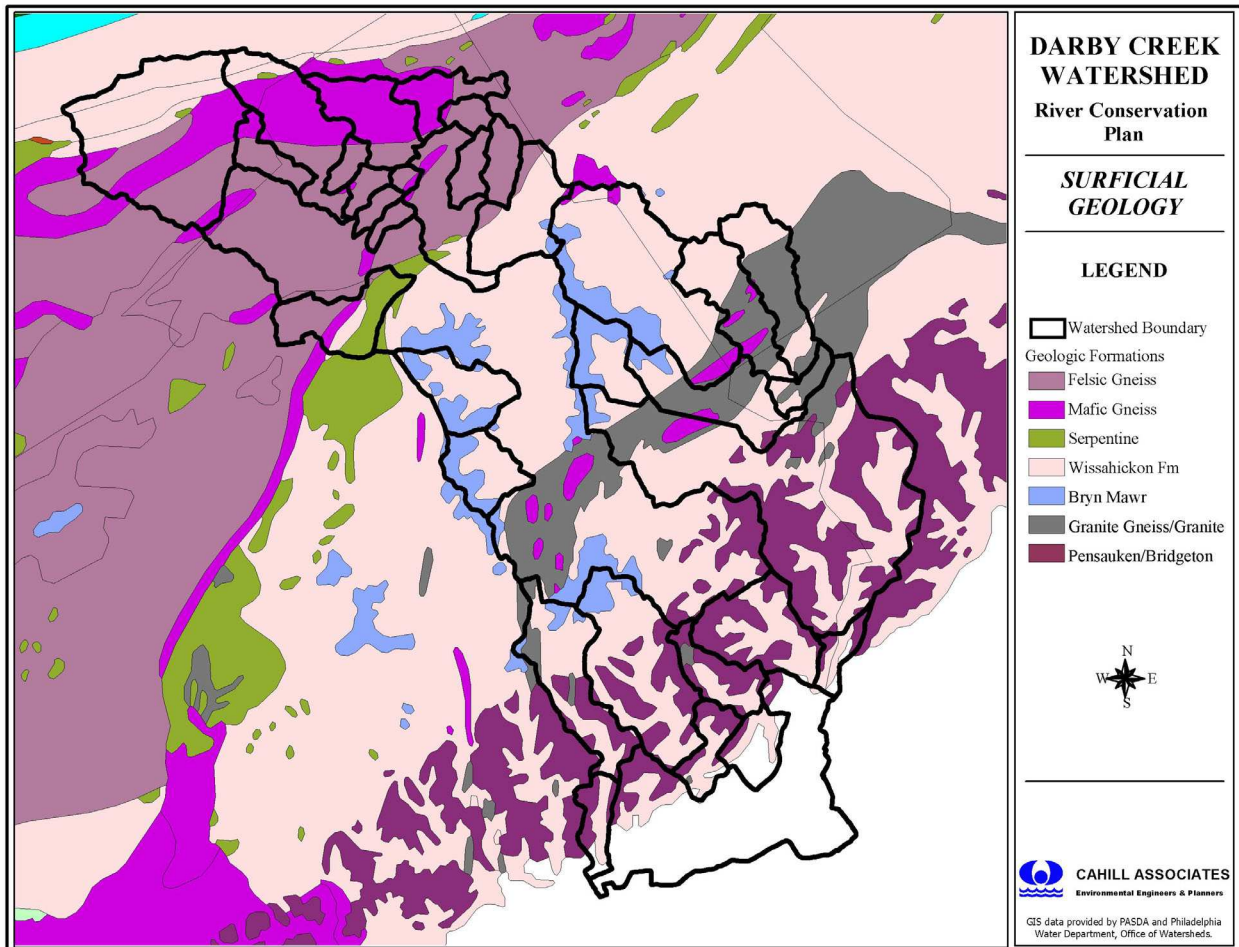 DARBY CREEK
WATERSHED
River Conservation
Plan
SURFICIAL
GEOLOGY
LEGEND
Watershed Boundary
Geologic Formations
Felsic Gneiss
Mafic Gneiss
Serpentine
Wissahickon Fm
Bryn Mawr
Granite Gneiss/Granite
Pensauken/Bridgeton
N
W E
S
CAHILL ASSOCIATES
Environmental Engineers & Planners
GIS data provided by PASDA and Philadelphia
Water Department, Office of Watersheds.